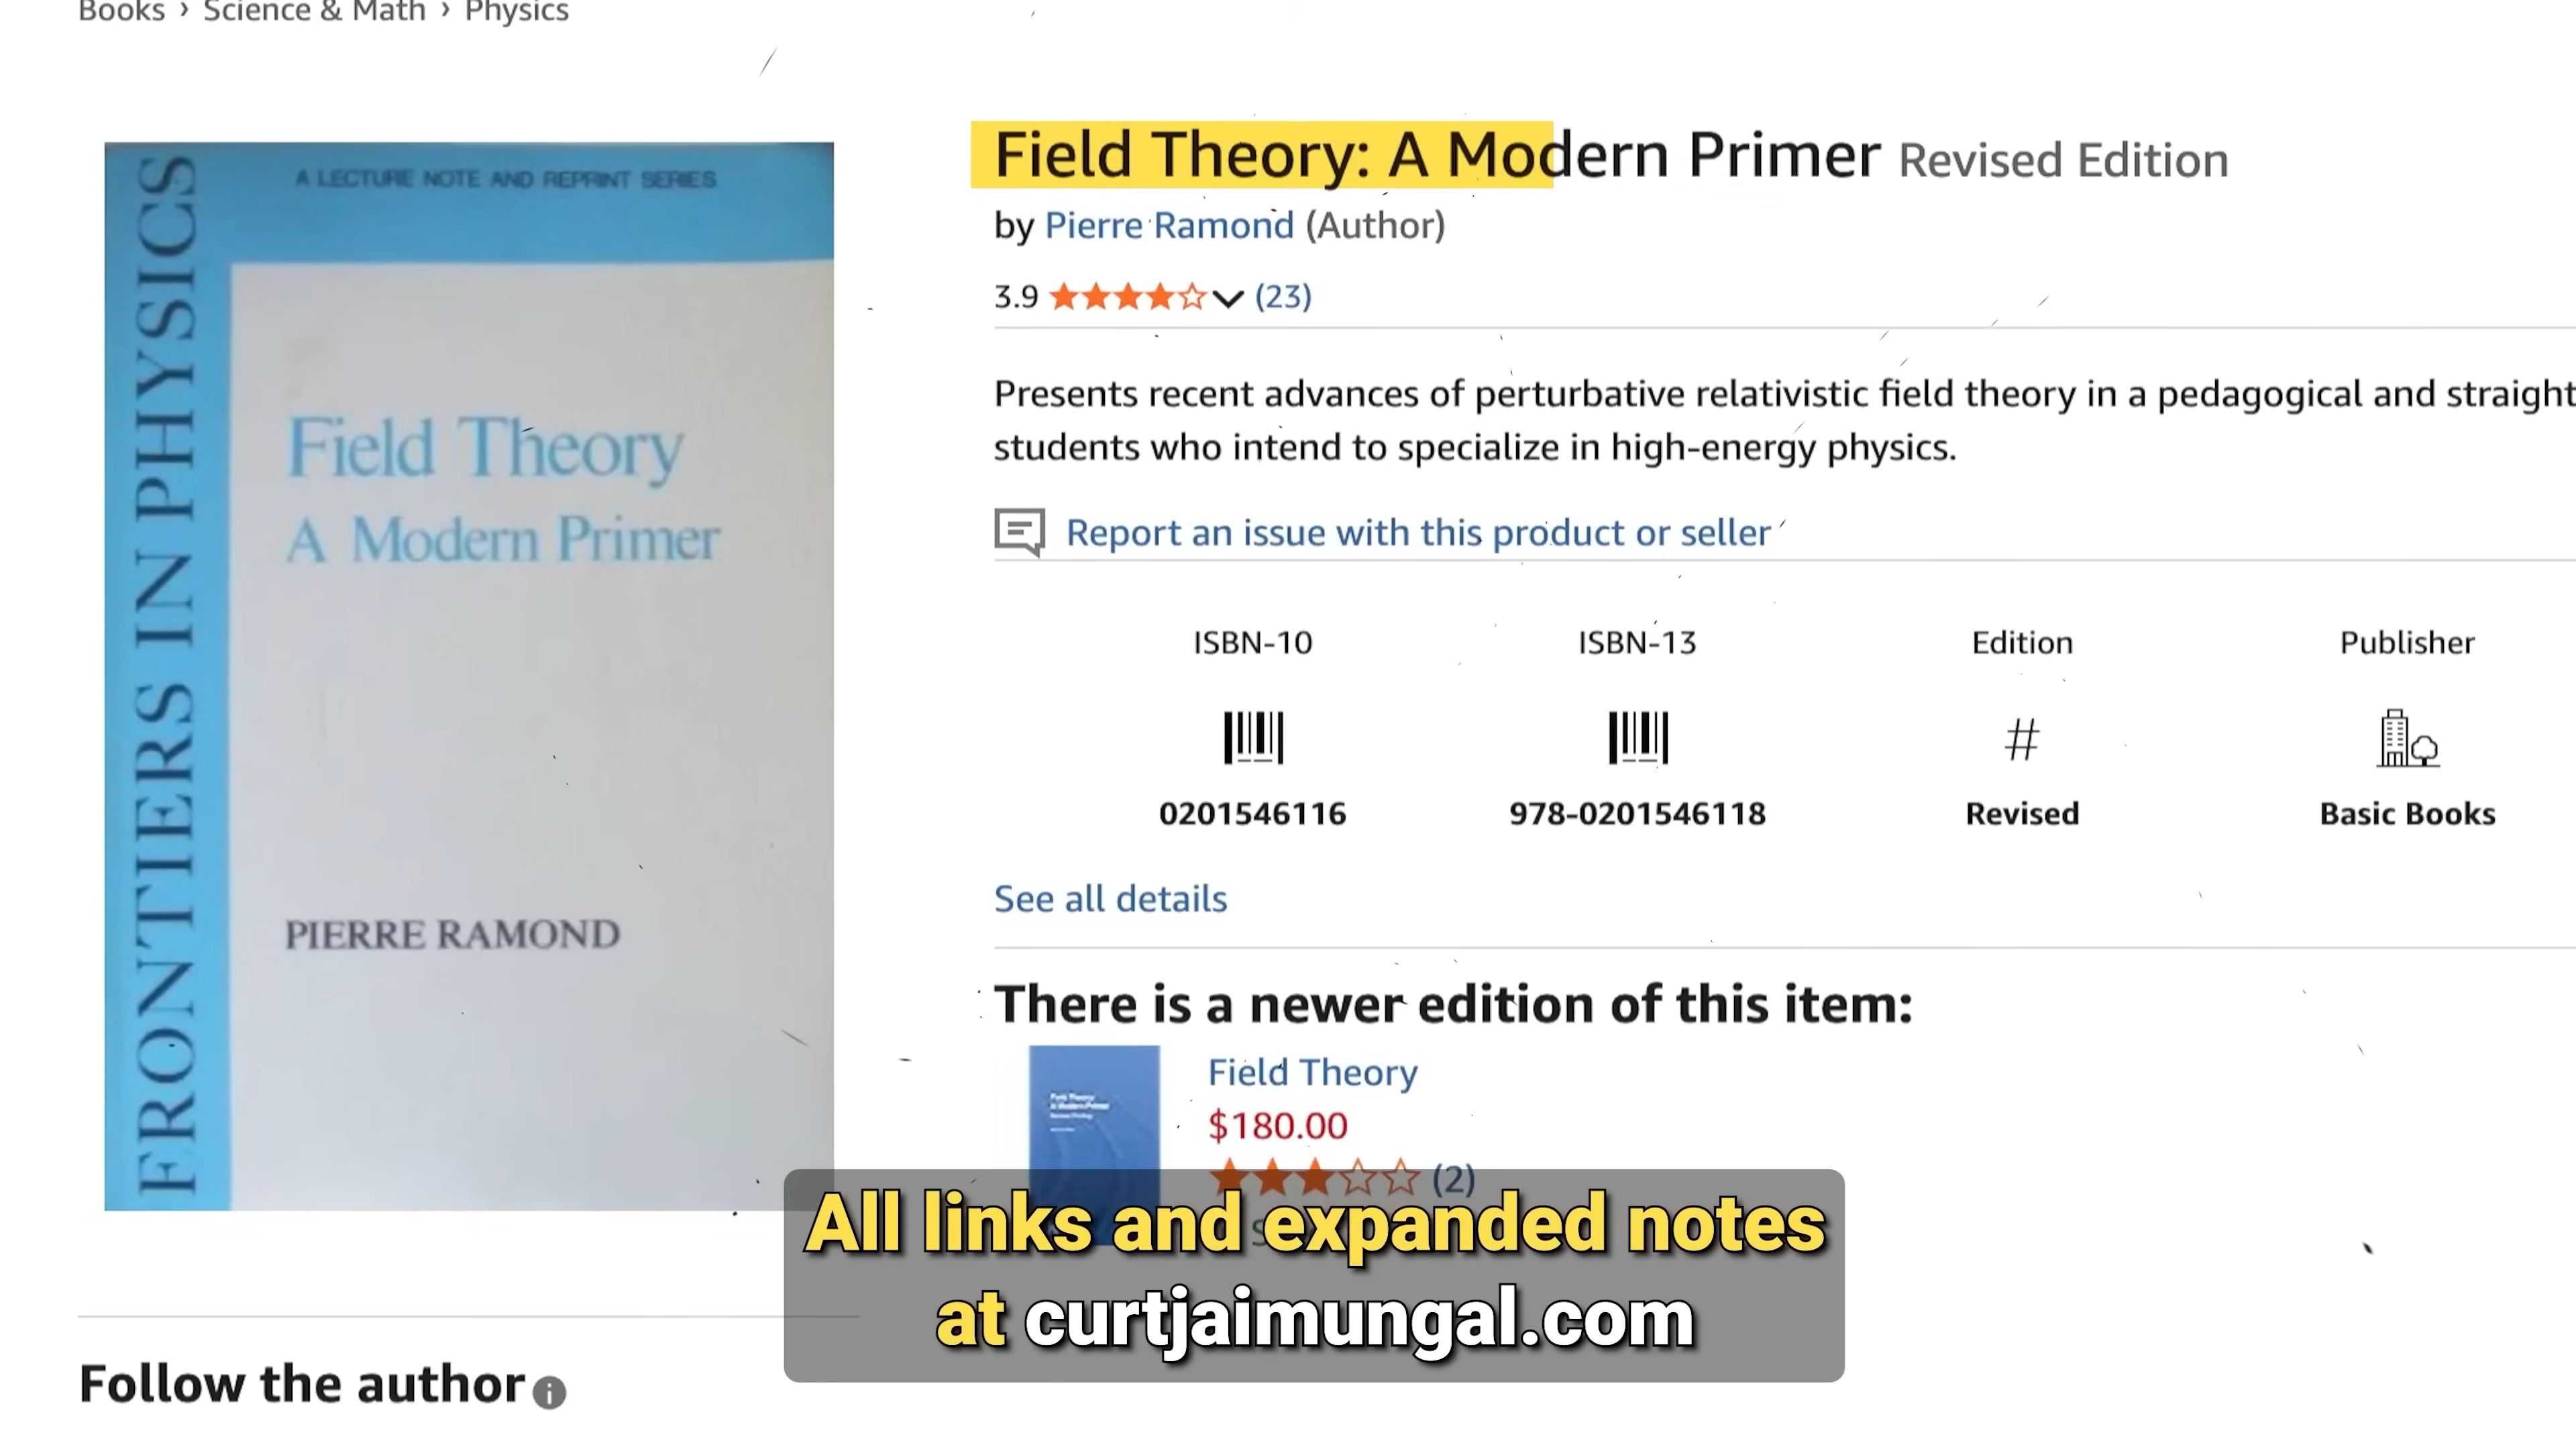 Books › Science & Math › Physics
A LECTURE NOTE AND REPRINT SERIES
FRONTIERS IN PHYSICS
Field Theory
A Modern Primer
PIERRE RAMOND
Field Theory: A Modern Primer Revised Edition
by Pierre Ramond (Author)
3.9 (23)
Presents recent advances of perturbative relativistic field theory in a pedagogical and straight
students who intend to specialize in high-energy physics.
Report an issue with this product or seller
ISBN-10 ISBN-13 Edition Publisher
#
0201546116 978-0201546118 Revised Basic Books
See all details
There is a newer edition of this item:
Field Theory
$180.00
(2)
All links and expanded notes
at curtjaimungal.com
Follow the author